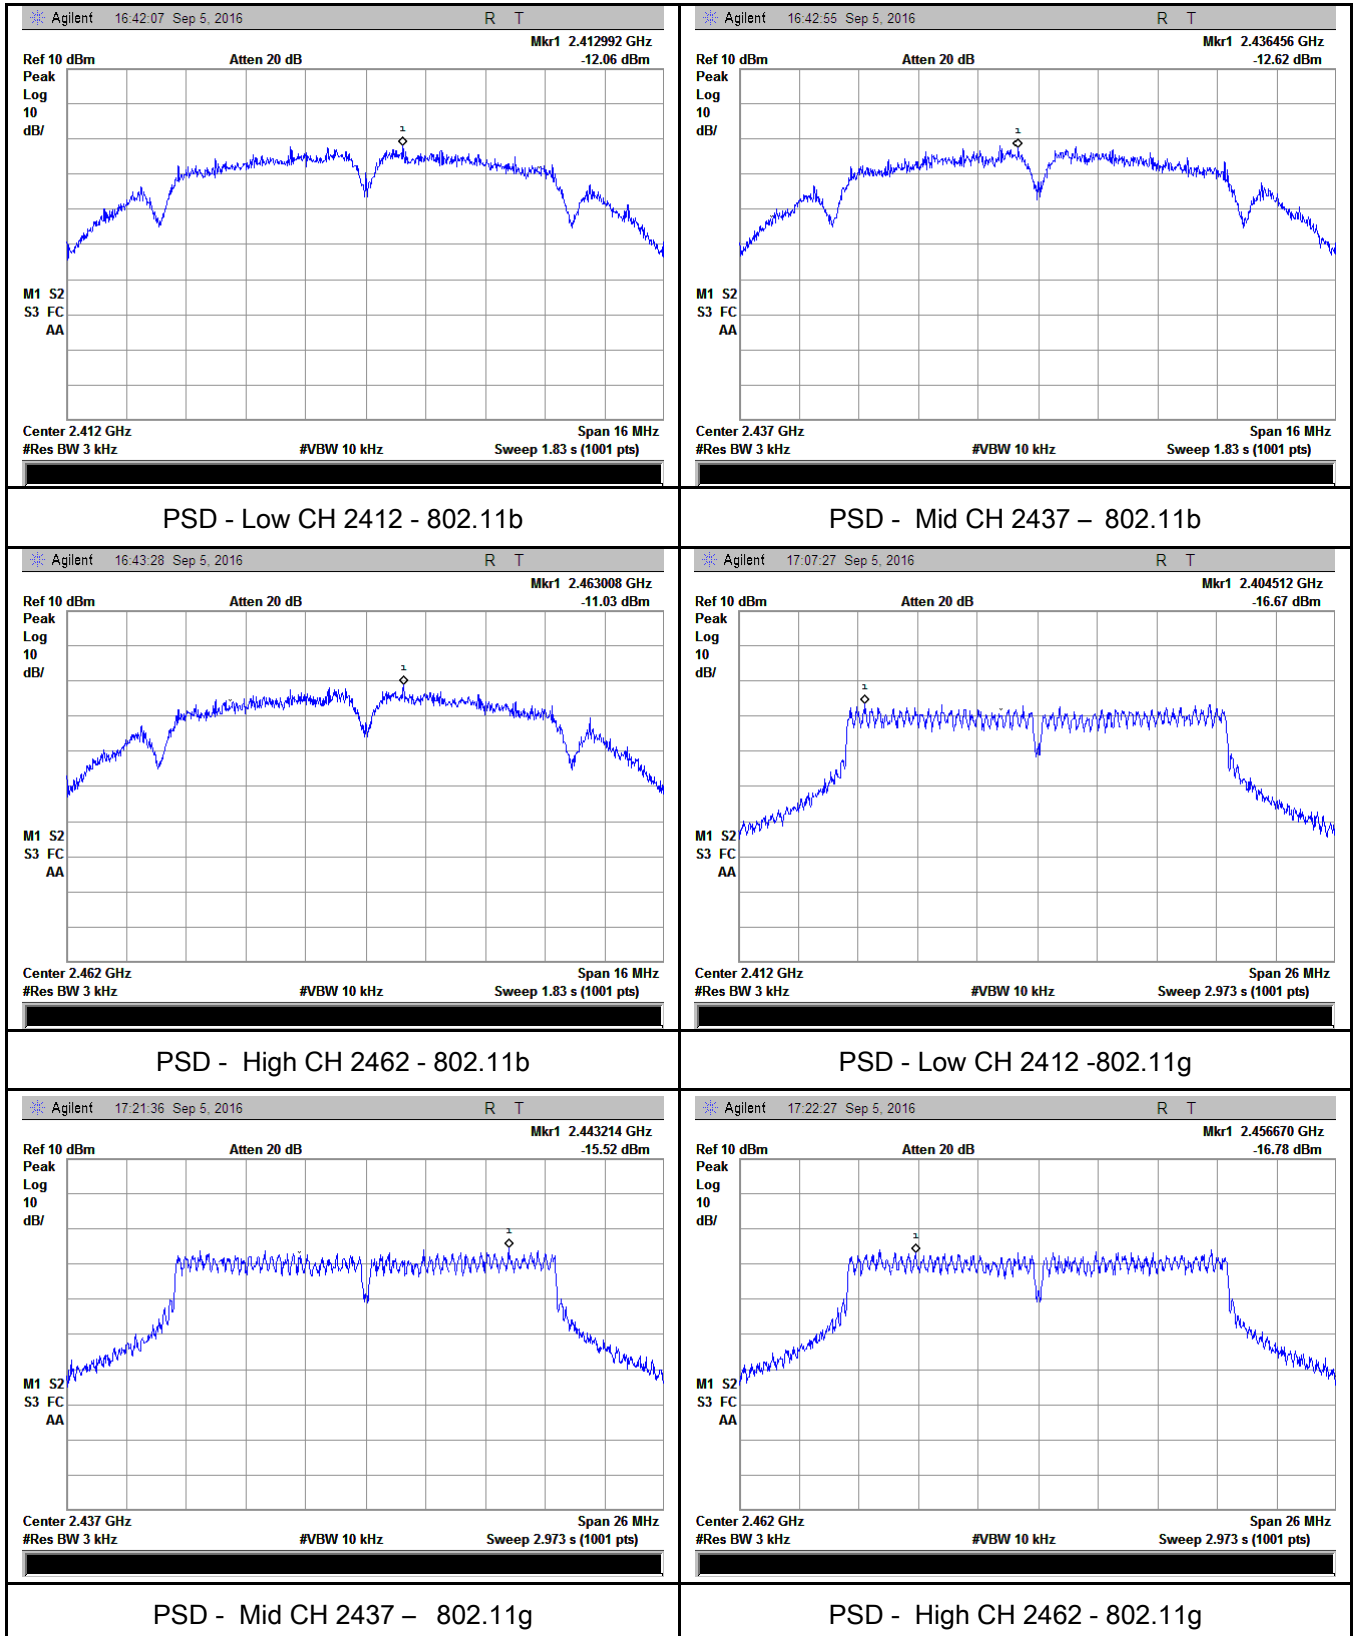 Agilent 16:42:07 Sep 5, 2016 R T
Mkr1 2.412992 GHz
Ref 10 dBm Atten 20 dB -12.06 dBm
Peak
Log
10
dB/
1
M1 S2
S3 FC
AA
Center 2.412 GHz Span 16 MHz
#Res BW 3 kHz #VBW 10 kHz Sweep 1.83 s (1001 pts)
PSD - Low CH 2412 - 802.11b
Agilent 16:42:55 Sep 5, 2016 R T
Mkr1 2.436456 GHz
Ref 10 dBm Atten 20 dB -12.62 dBm
Peak
Log
10
dB/
1
M1 S2
S3 FC
AA
Center 2.437 GHz Span 16 MHz
#Res BW 3 kHz #VBW 10 kHz Sweep 1.83 s (1001 pts)
PSD - Mid CH 2437 – 802.11b
Agilent 16:43:28 Sep 5, 2016 R T
Mkr1 2.463008 GHz
Ref 10 dBm Atten 20 dB -11.03 dBm
Peak
Log
10
dB/
1
M1 S2
S3 FC
AA
Center 2.462 GHz Span 16 MHz
#Res BW 3 kHz #VBW 10 kHz Sweep 1.83 s (1001 pts)
PSD - High CH 2462 - 802.11b
Agilent 17:07:27 Sep 5, 2016 R T
Mkr1 2.404512 GHz
Ref 10 dBm Atten 20 dB -16.67 dBm
Peak
Log
10
dB/
1
M1 S2
S3 FC
AA
Center 2.412 GHz Span 26 MHz
#Res BW 3 kHz #VBW 10 kHz Sweep 2.973 s (1001 pts)
PSD - Low CH 2412 -802.11g
Agilent 17:21:36 Sep 5, 2016 R T
Mkr1 2.443214 GHz
Ref 10 dBm Atten 20 dB -15.52 dBm
Peak
Log
10
dB/
1
M1 S2
S3 FC
AA
Center 2.437 GHz Span 26 MHz
#Res BW 3 kHz #VBW 10 kHz Sweep 2.973 s (1001 pts)
PSD - Mid CH 2437 – 802.11g
Agilent 17:22:27 Sep 5, 2016 R T
Mkr1 2.456670 GHz
Ref 10 dBm Atten 20 dB -16.78 dBm
Peak
Log
10
dB/
1
M1 S2
S3 FC
AA
Center 2.462 GHz Span 26 MHz
#Res BW 3 kHz #VBW 10 kHz Sweep 2.973 s (1001 pts)
PSD - High CH 2462 - 802.11g